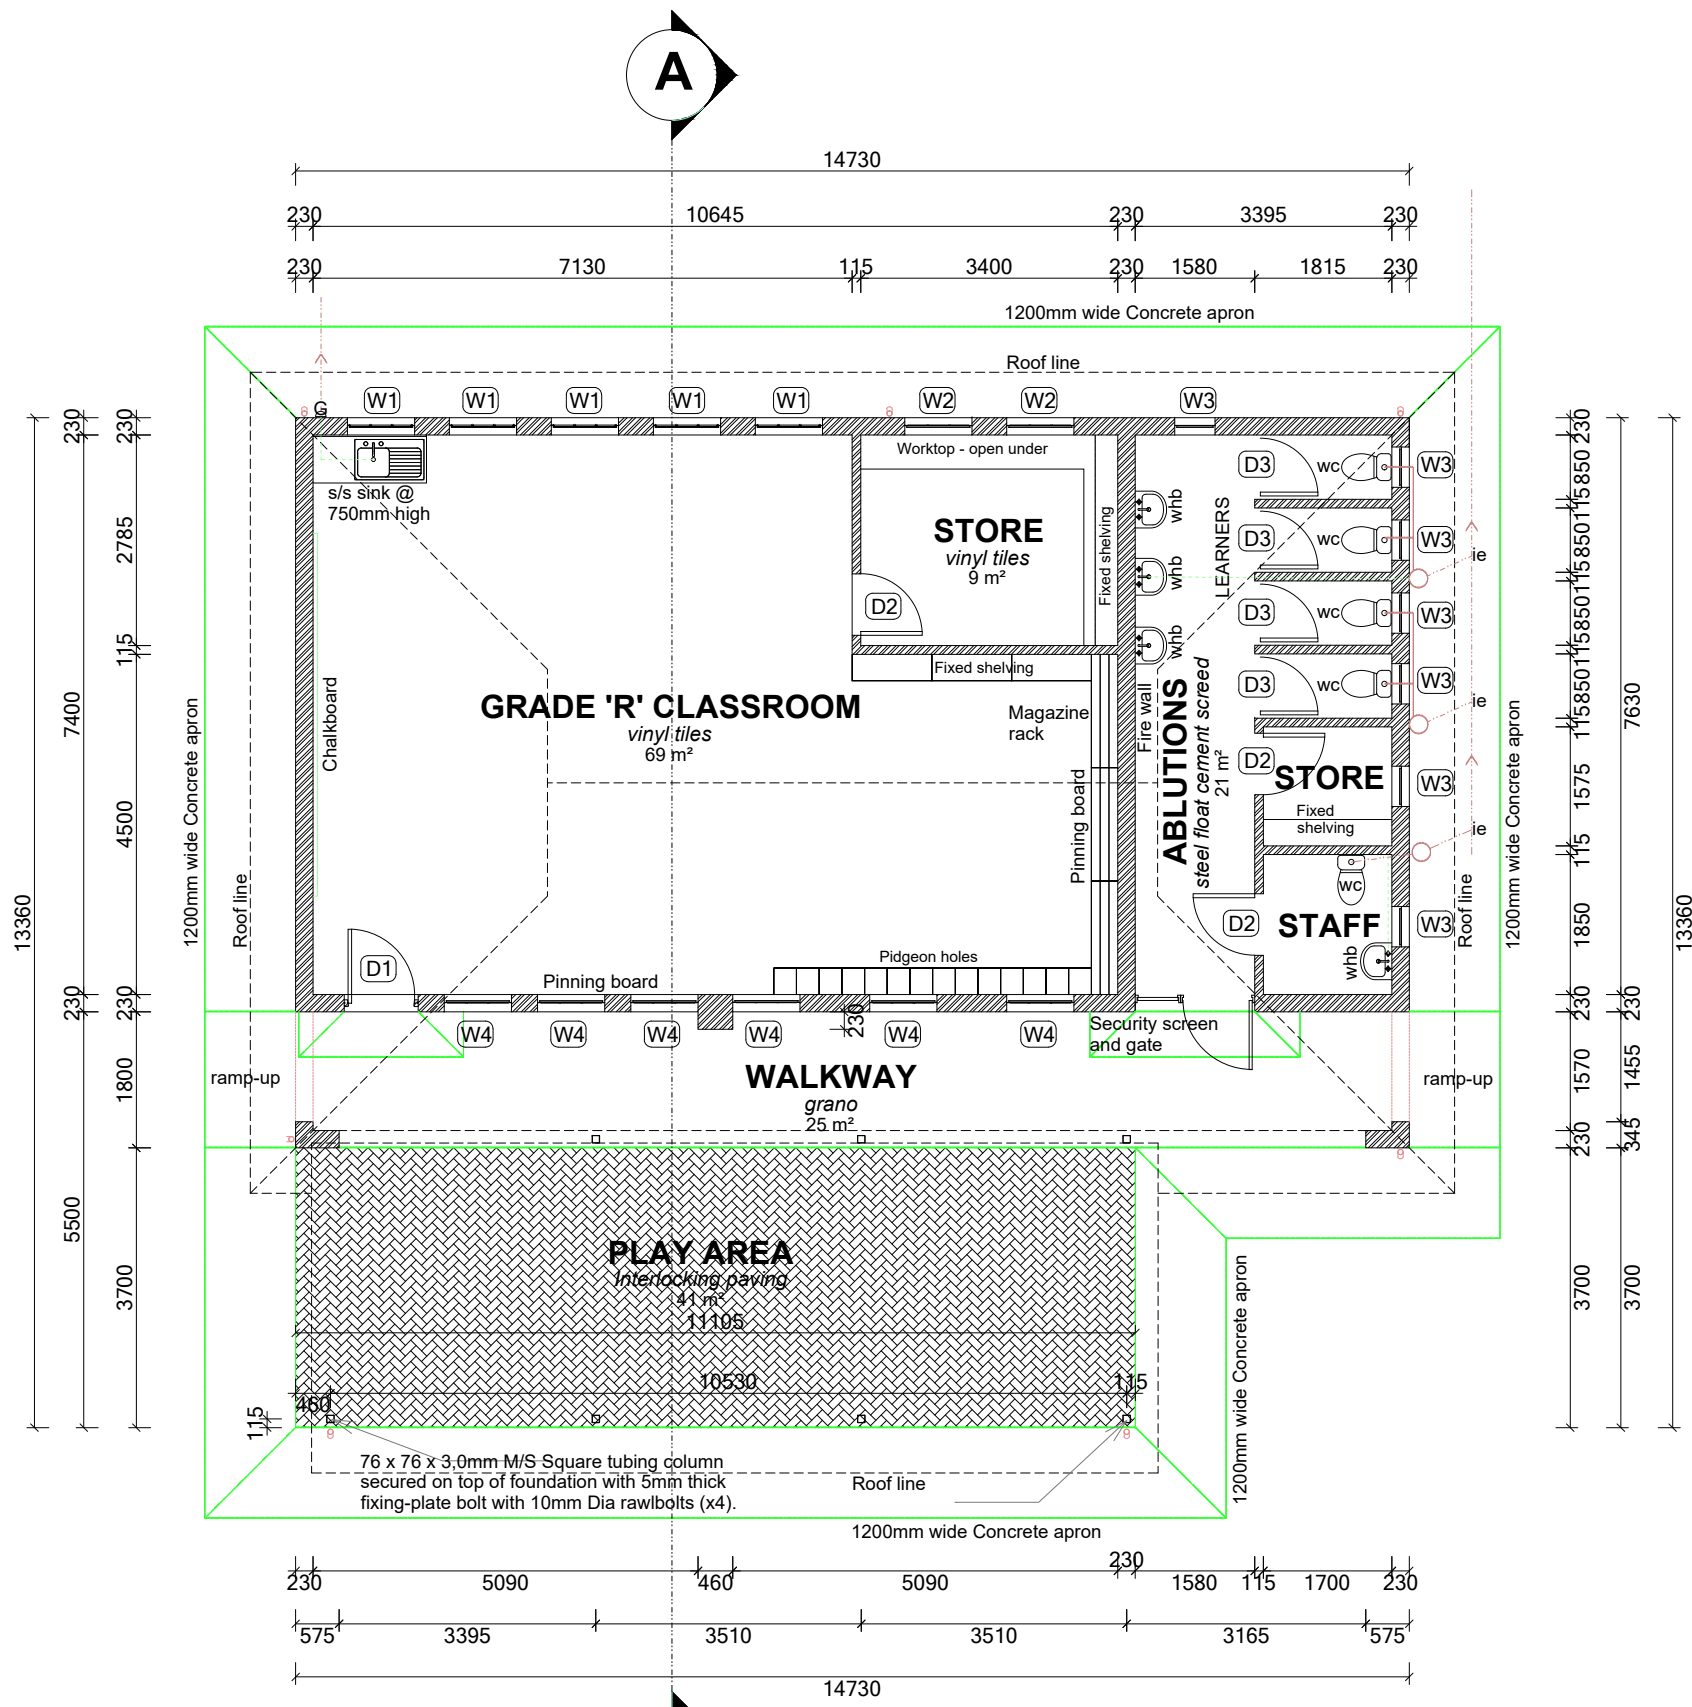 A
14730
230 10645 230 3395 230
230 7130 115 3400 230 1580 1815 230
1200mm wide Concrete apron
Roof line
G W1 W1 W1 W1 W1 W2 W2 W3
s/s sink @
750mm high
Worktop - open under
STORE
vinyl tiles
9 m²
Fixed shelving
D2
Fixed shelving
Chalkboard
GRADE 'R' CLASSROOM
vinyl tiles
69 m²
Magazine
rack
Pinning board
Fire wall
whb
whb
whb
LEARNERS
ABLUTIONS
steel float cement screed
21 m²
D3 wc W3
D3 wc W3
ie
D3 wc W3
D3 wc W3
ie
D2
STORE
W3
Fixed
shelving
ie
wc
D2
STAFF
W3
whb
Roof line
1200mm wide Concrete apron
Roof line
1200mm wide Concrete apron
D1
Pinning board
Pidgeon holes
W4 W4 W4 W4 W4 W4
230
Security screen
and gate
ramp-up
WALKWAY
grano
25 m²
ramp-up
PLAY AREA
Interlocking paving
41 m²
11105
10530 115
460
115
1200mm wide Concrete apron
76 x 76 x 3,0mm M/S Square tubing column
secured on top of foundation with 5mm thick
fixing-plate bolt with 10mm Dia rawlbolts (x4).
Roof line
1200mm wide Concrete apron
13360
230 7400 230 5500
230 2785 115 4500 230 1800 3700
230 850 115 850 115 850 115 850 115 1575 115 1850 230 1570 230 3700
7630 230 1455 345 3700
13360
230 5090 460 5090 230 1580 115 1700 230
575 3395 3510 3510 3165 575
14730